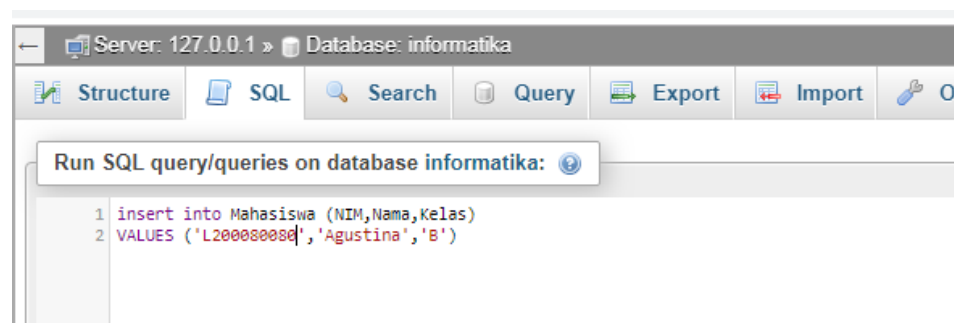 ← Server: 127.0.0.1 » Database: informatika
Structure SQL Search Query Export Import O
Run SQL query/queries on database informatika:
1 insert into Mahasiswa (NIM,Nama,Kelas)
2 VALUES ('L200080080','Agustina','B')